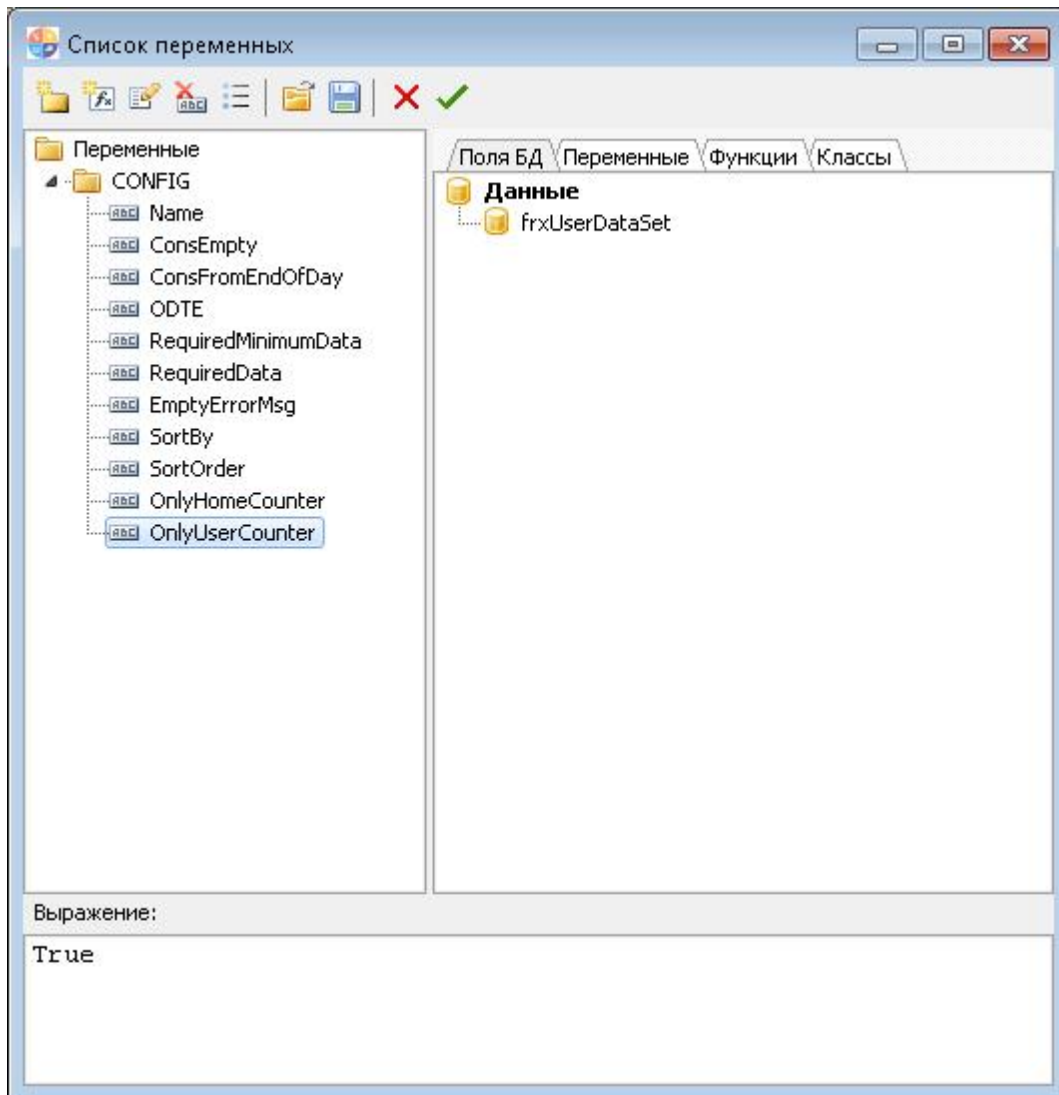 Список переменных
Переменные
CONFIG
Name
ConsEmpty
ConsFromEndOfDay
ODTE
RequiredMinimumData
RequiredData
EmptyErrorMsg
SortBy
SortOrder
OnlyHomeCounter
OnlyUserCounter
Поля БД Переменные Функции Классы
Данные
frxUserDataSet
Выражение:
True